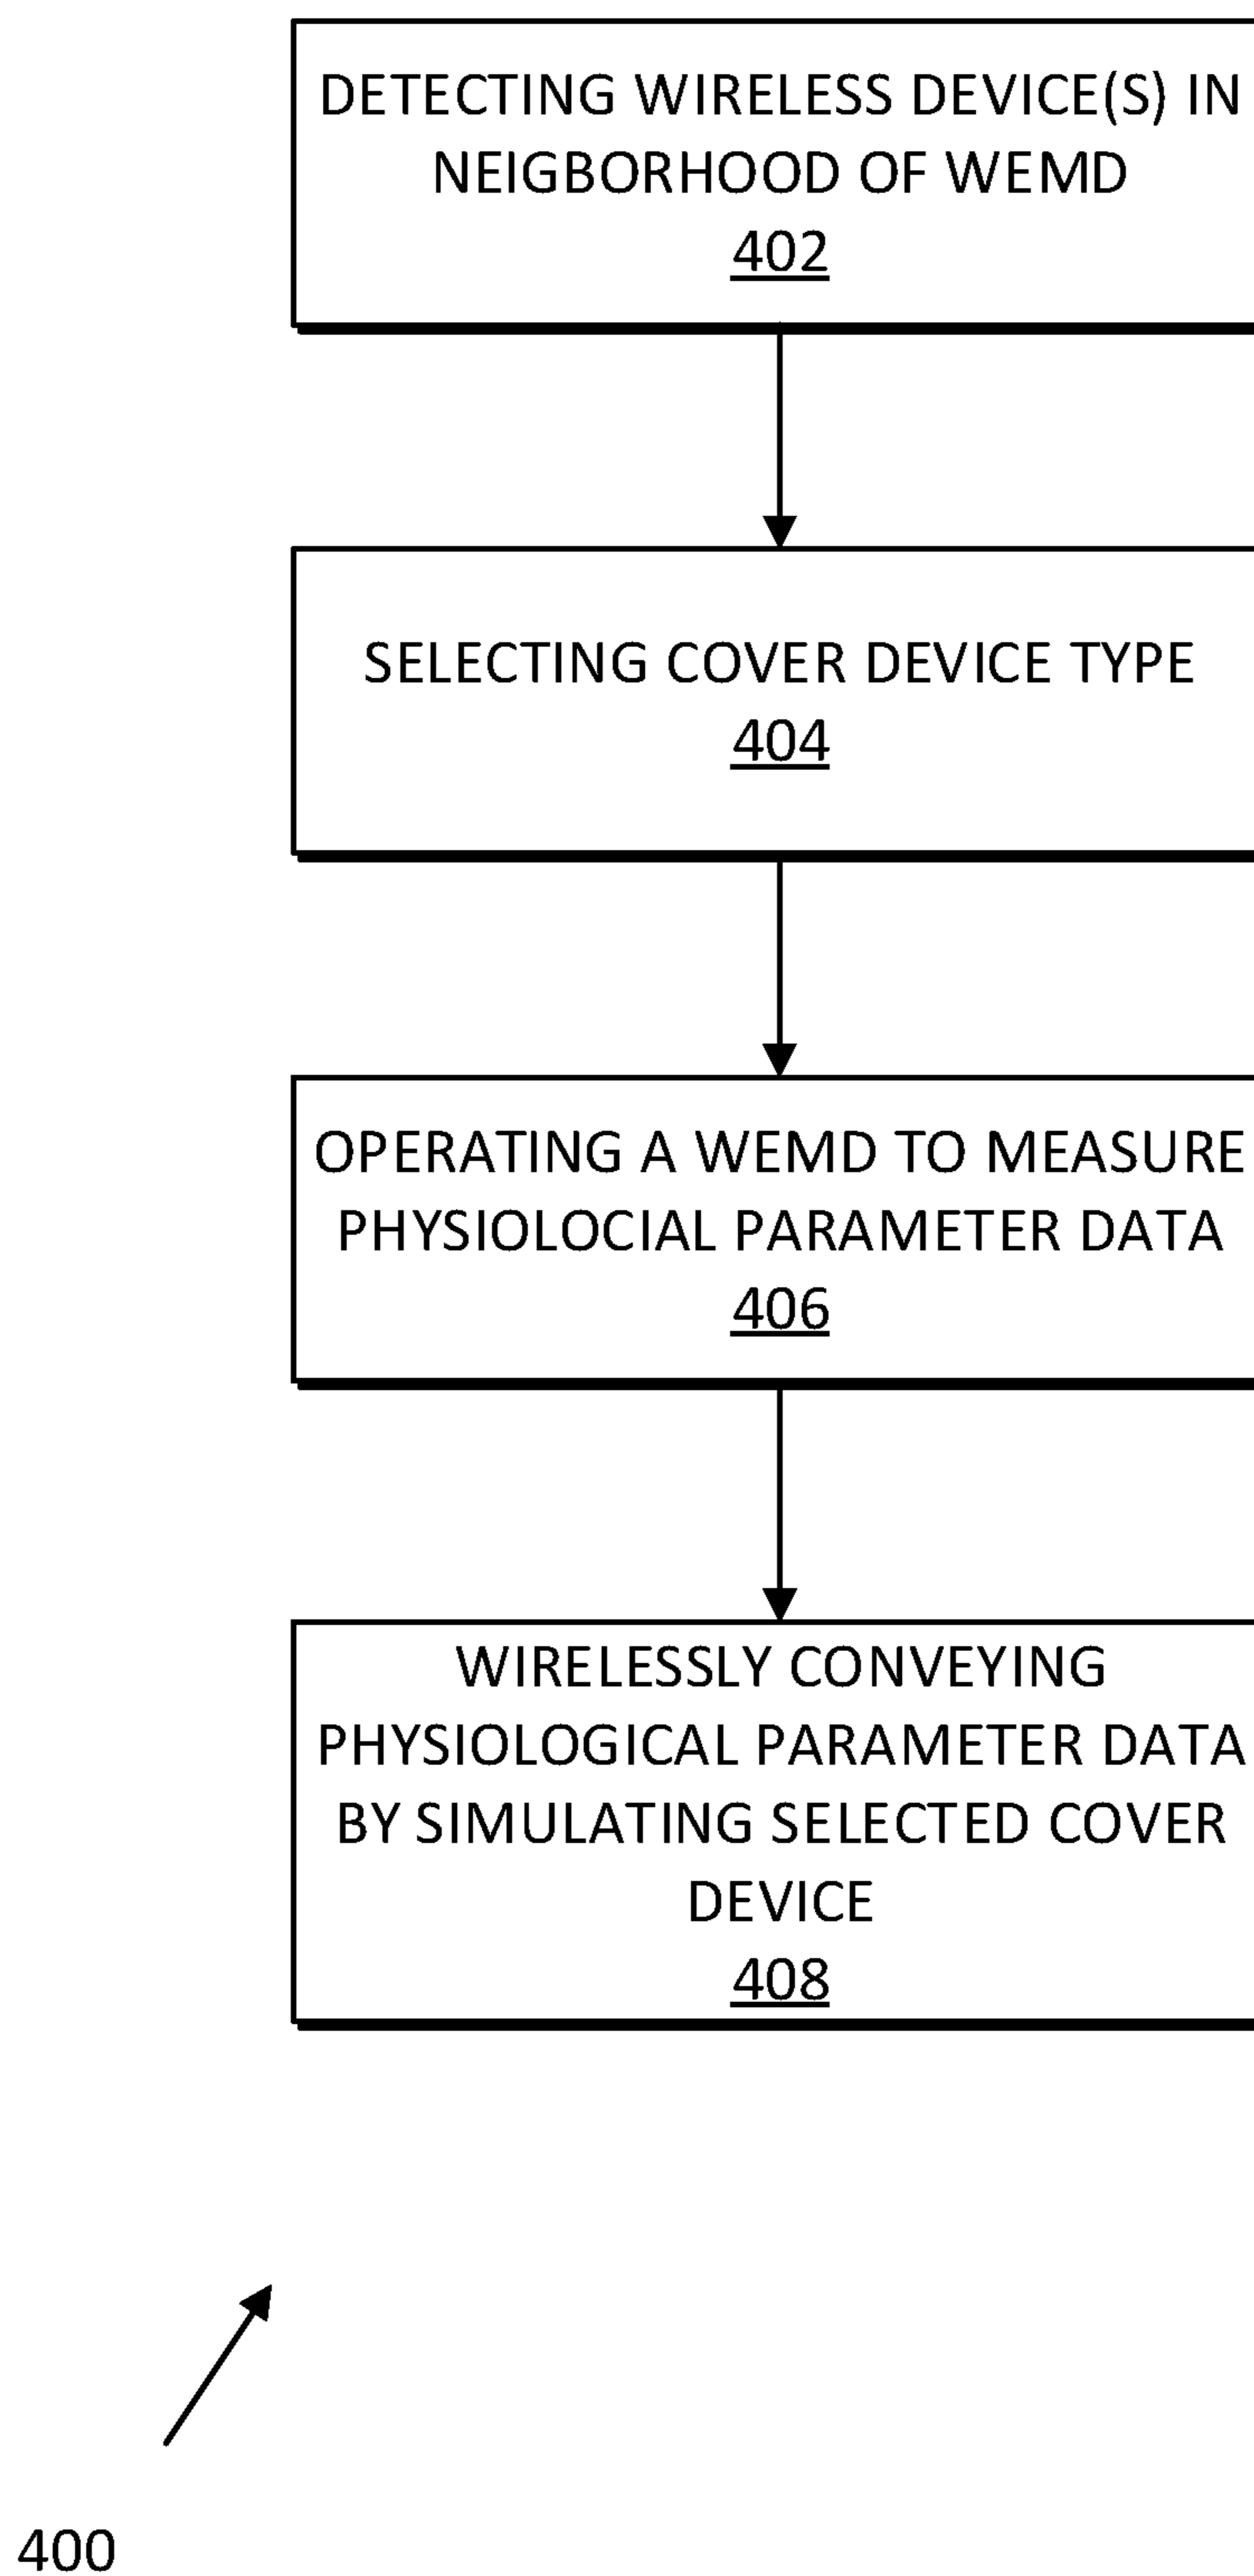 DETECTING WIRELESS DEVICE(S) IN
NEIGBORHOOD OF WEMD
402
SELECTING COVER DEVICE TYPE
404
OPERATING A WEMD TO MEASURE
PHYSIOLOCIAL PARAMETER DATA
406
WIRELESSLY CONVEYING
PHYSIOLOGICAL PARAMETER DATA
BY SIMULATING SELECTED COVER
DEVICE
408
400